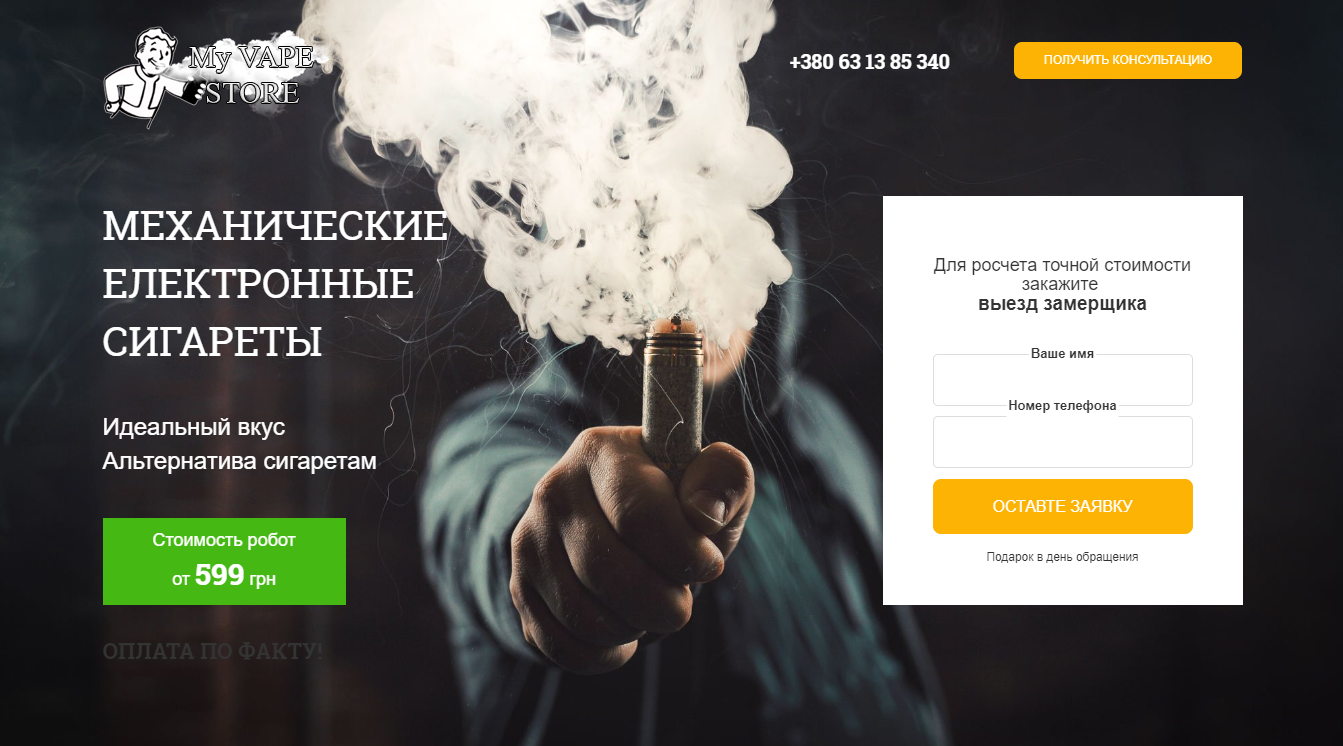 My VAPE
STORE
+380 63 13 85 340
ПОЛУЧИТЬ КОНСУЛЬТАЦИЮ
МЕХАНИЧЕСКИЕ
ЕЛЕКТРОННЫЕ
СИГАРЕТЫ
Идеальный вкус
Альтернатива сигаретам
Стоимость робот
от 599 грн
ОПЛАТА ПО ФАКТУ!
Для росчета точной стоимости
закажите
выезд замерщика
Ваше имя
Номер телефона
ОСТАВТЕ ЗАЯВКУ
Подарок в день обращения